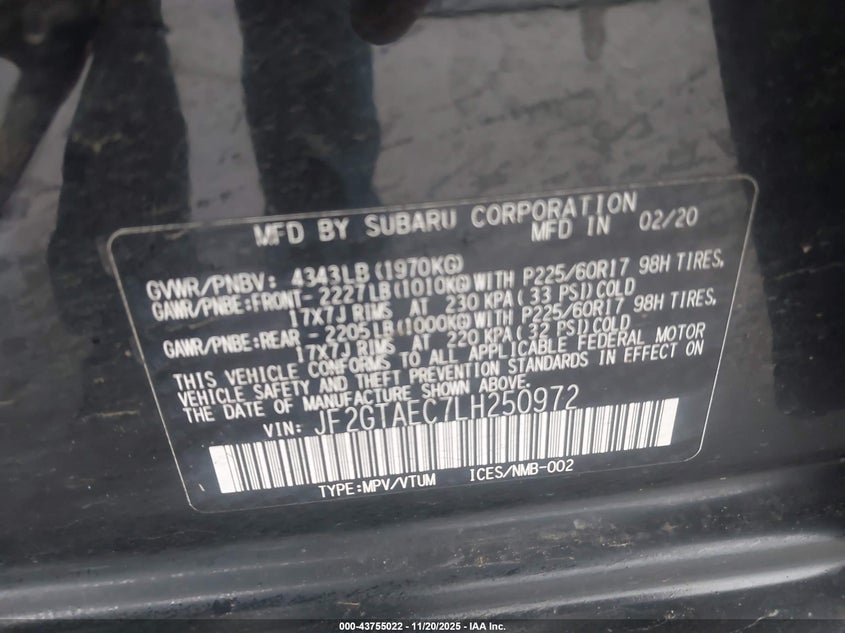 MFD BY SUBARU CORPORATION
MFD IN 02/20
GVWR/PNBV: 4343LB (1970KG)
GAWR/PNBE:FRONT-2227LB(1010KG)WITH P225/60R17 98H TIRES,
17X7J RIMS AT 230 KPA( 33 PSI)COLD
GAWR/PNBE:REAR - 2205LB(1000KG)WITH P225/60R17 98H TIRES,
17X7J RIMS AT 220 KPA( 32 PSI)COLD
THIS VEHICLE CONFORMS TO ALL APPLICABLE FEDERAL MOTOR
VEHICLE SAFETY AND THEFT PREVENTION STANDARDS IN EFFECT ON
THE DATE OF MANUFACTURE SHOWN ABOVE.
VIN: JF2GTAEC7LH250972
TYPE:MPV/VTUM ICES/NMB-002
000-43755022 - 11/20/2025 - IAA Inc.